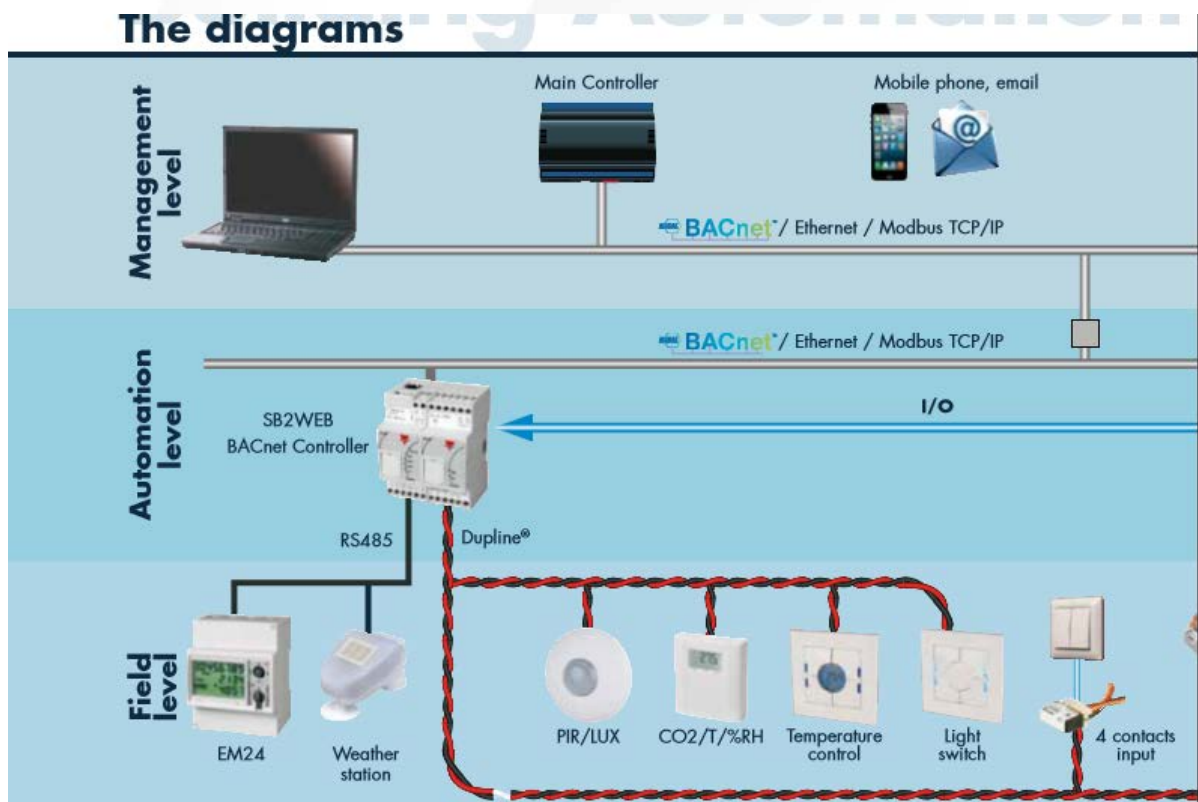 The diagrams
Management
level
Main Controller
Mobile phone, email
BACnet™/ Ethernet / Modbus TCP/IP
Automation
level
BACnet™/ Ethernet / Modbus TCP/IP
I/O
SB2WEB
BACnet Controller
RS485
Dupline®
Field
level
EM24
Weather
station
PIR/LUX
CO2/T/%RH
Temperature
control
Light
switch
4 contacts
input